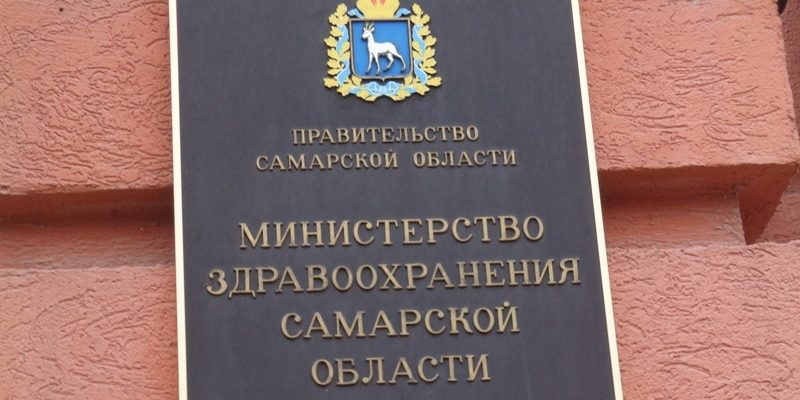 ПРАВИТЕЛЬСТВО
САМАРСКОЙ ОБЛАСТИ
МИНИСТЕРСТВО
ЗДРАВООХРАНЕНИЯ
САМАРСКОЙ
ОБЛАСТИ